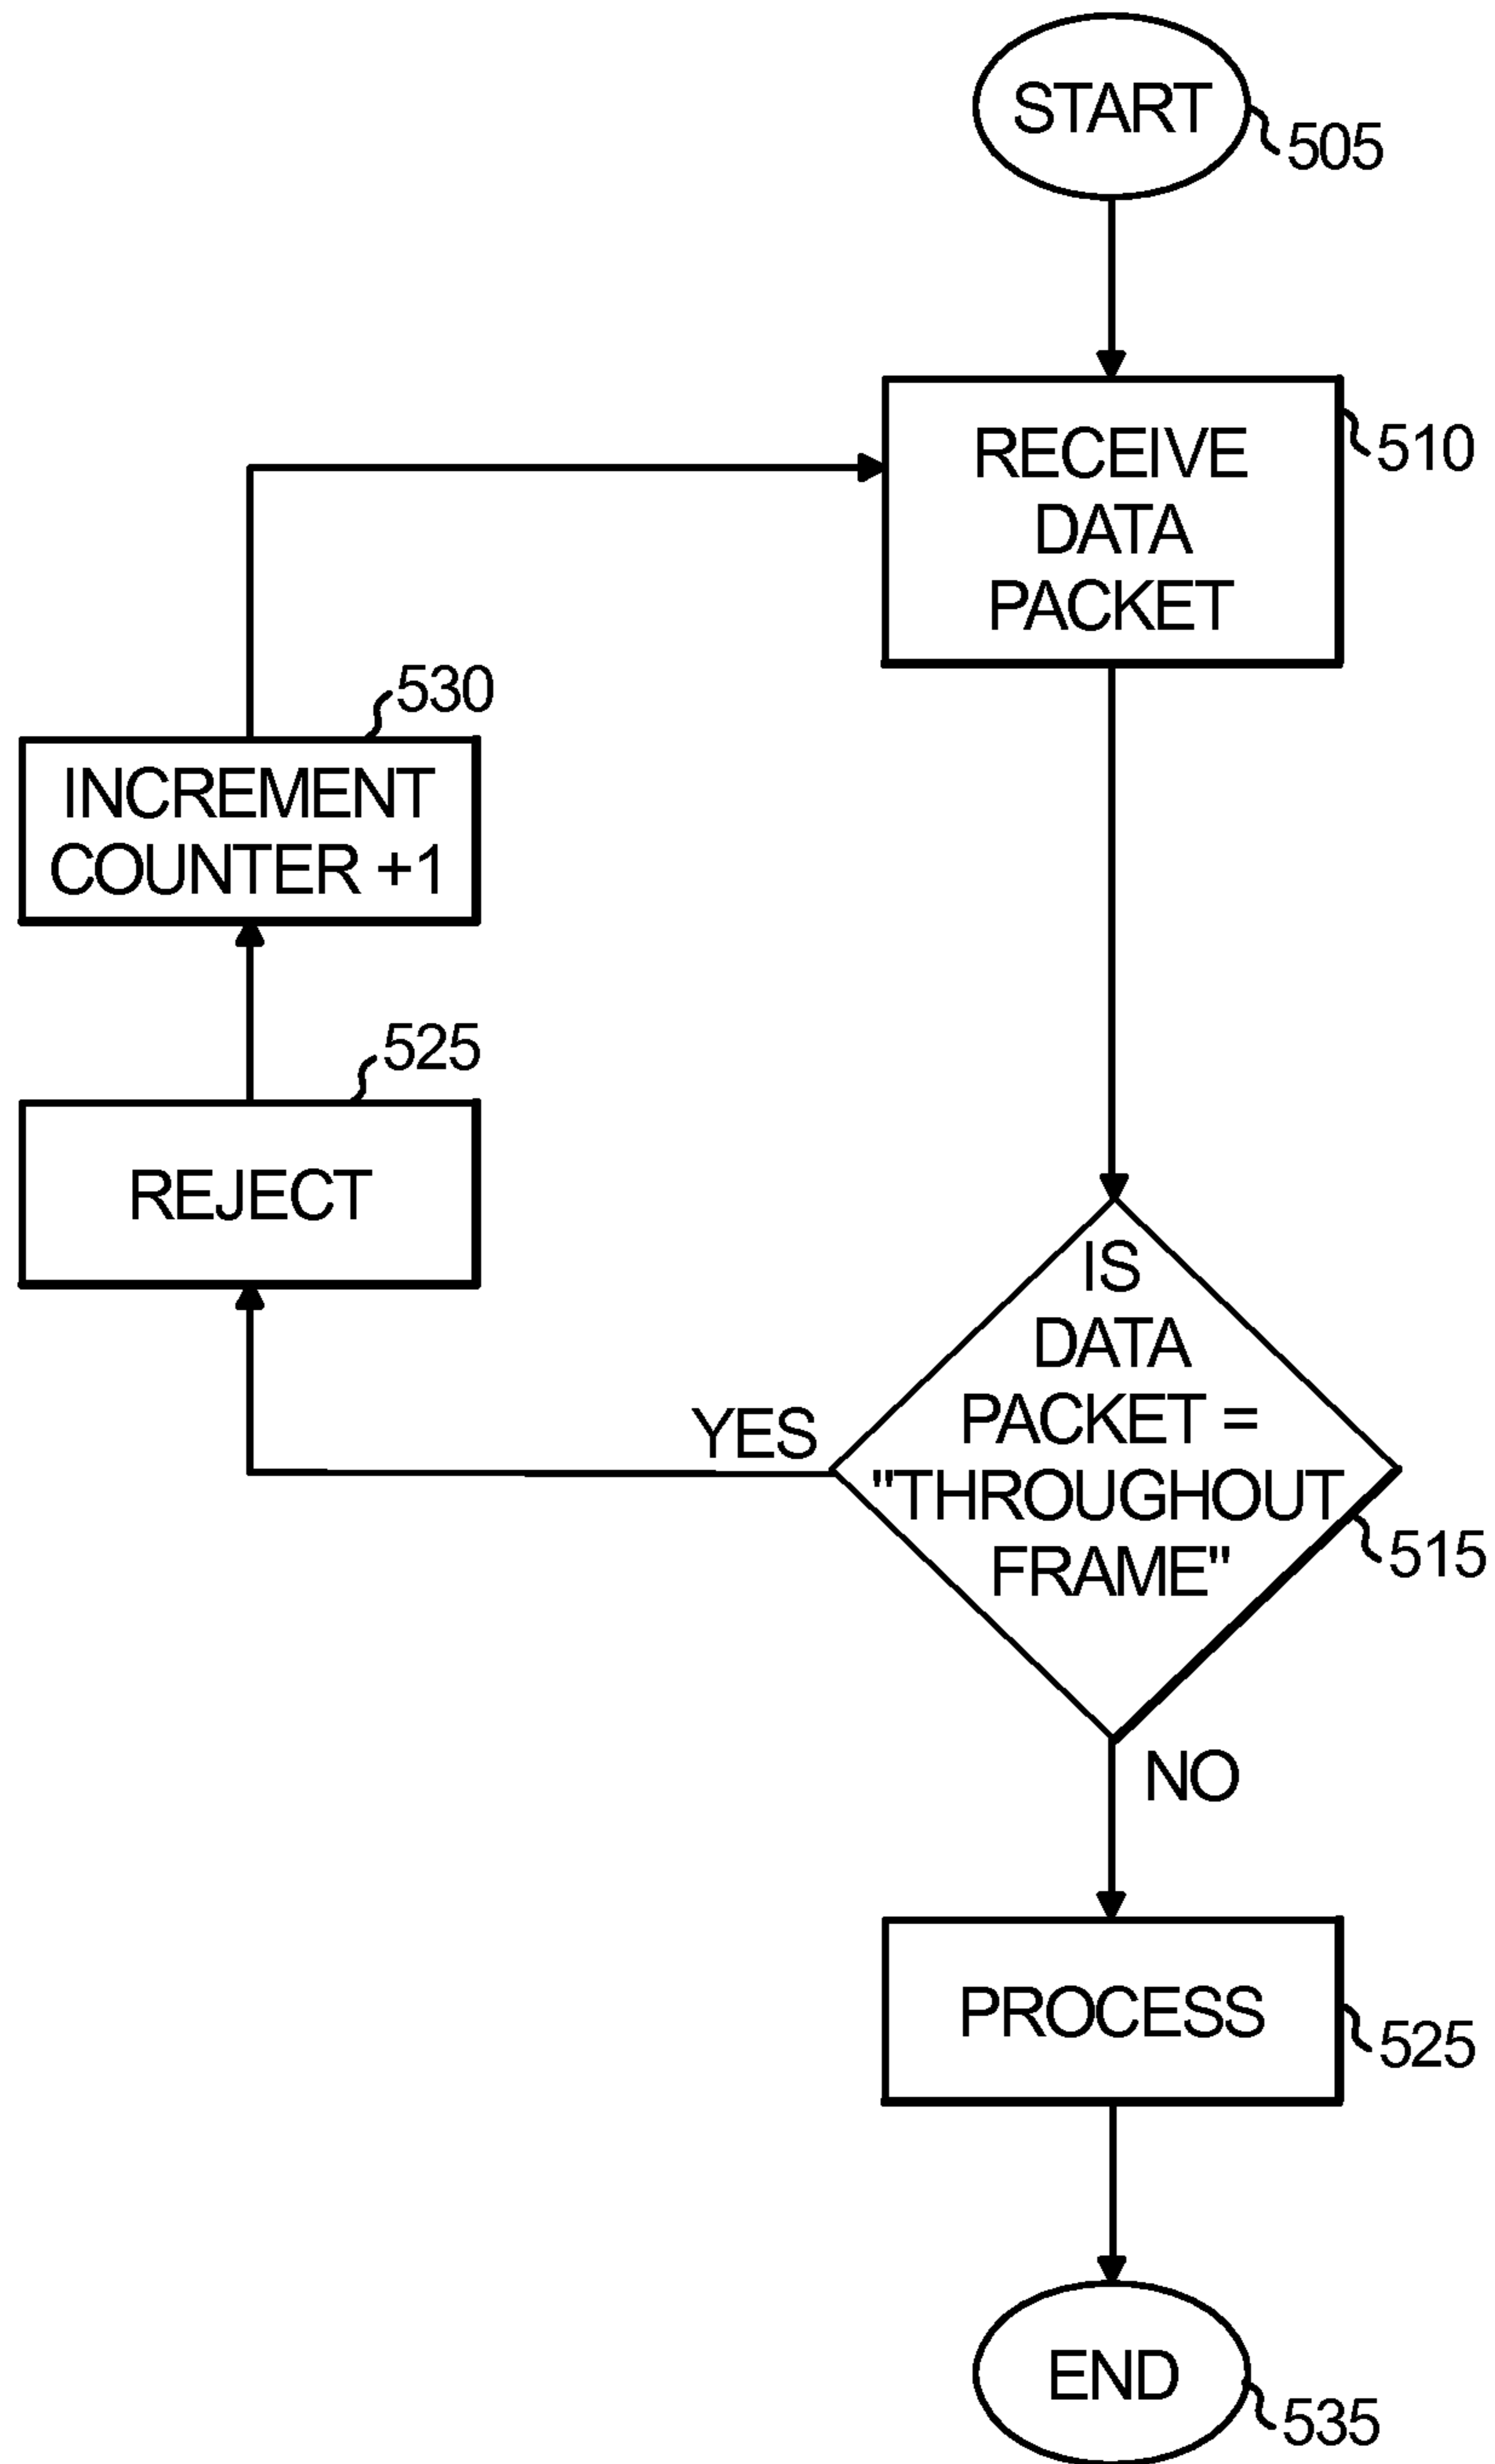 START
505
RECEIVE
DATA
PACKET
510
530
INCREMENT
COUNTER +1
525
REJECT
IS
DATA
PACKET =
"THROUGHOUT
FRAME"
YES
515
NO
PROCESS
525
END
535